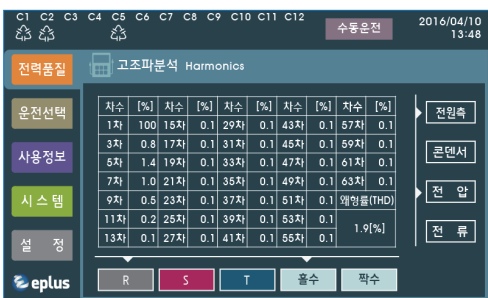 C1 C2 C3 C4 C5 C6 C7 C8 C9 C10 C11 C12
수동운전
2016/04/10
13:48
전력품질
운전선택
사용정보
시스템
설 정
eplus
고조파분석 Harmonics
차수 [%] 차수 [%] 차수 [%] 차수 [%] 차수 [%]
1차 100 15차 0.1 29차 0.1 43차 0.1 57차 0.1
3차 0.8 17차 0.1 31차 0.1 45차 0.1 59차 0.1
5차 1.4 19차 0.1 33차 0.1 47차 0.1 61차 0.1
7차 1.0 21차 0.1 35차 0.1 49차 0.1 63차 0.1
9차 0.5 23차 0.1 37차 0.1 51차 0.1 왜형률(THD)
11차 0.2 25차 0.1 39차 0.1 53차 0.1 1.9[%]
13차 0.1 27차 0.1 41차 0.1 55차 0.1
R S T 홀수 짝수
전원측
콘덴서
전 압
전 류